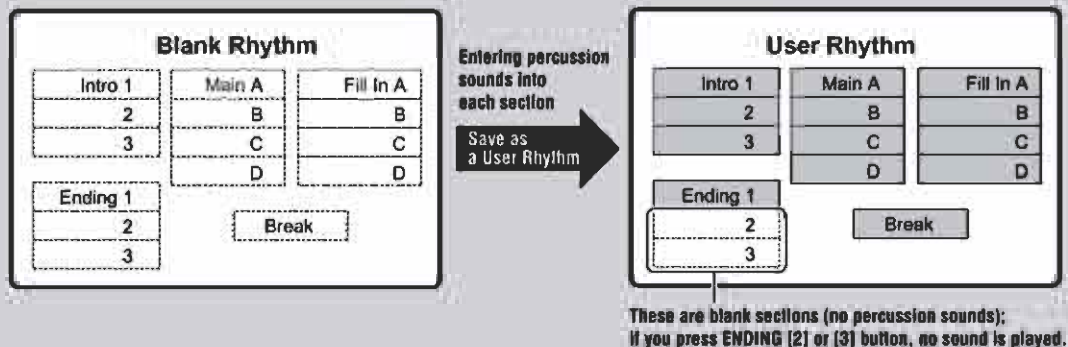 Blank Rhythm
Intro 1
2
3
Main A
B
C
D
Fill In A
B
C
D
Ending 1
2
3
Break
Entering percussion
sounds into
each section
Save as
a User Rhythm
User Rhythm
Intro 1
2
3
Main A
B
C
D
Fill In A
B
C
D
Ending 1
2
3
Break
These are blank sections (no percussion sounds);
If you press ENDING [2] or [3] button, no sound is played.